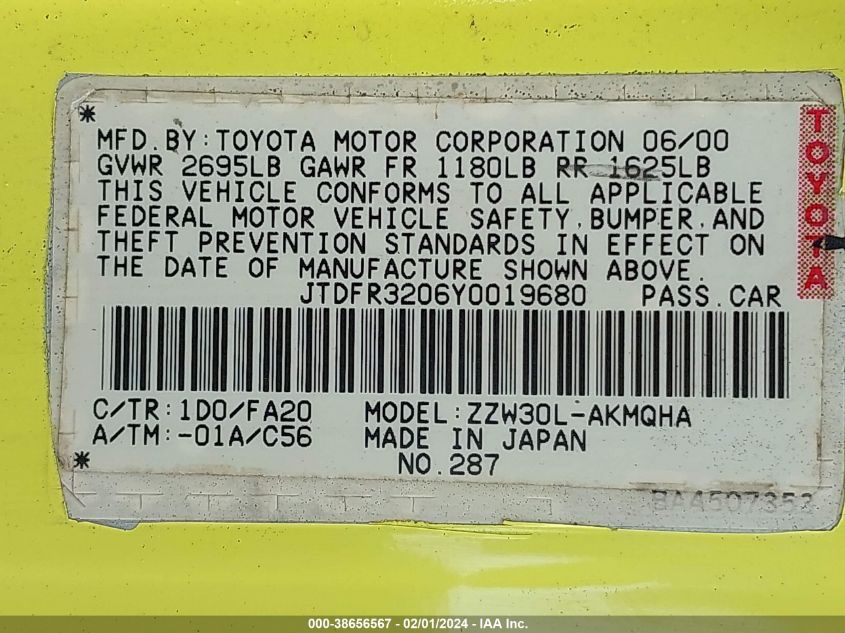 *
MFD.BY:TOYOTA MOTOR CORPORATION 06/00
GVWR 2695LB GAWR FR 1180LB RR 1625LB
THIS VEHICLE CONFORMS TO ALL APPLICABLE
FEDERAL MOTOR VEHICLE SAFETY,BUMPER,AND
THEFT PREVENTION STANDARDS IN EFFECT ON
THE DATE OF MANUFACTURE SHOWN ABOVE.
JTDFR3206Y0019680 PASS.CAR
C/TR:1D0/FA20 MODEL:ZZW30L-AKMQHA
A/TM:-01A/C56 MADE IN JAPAN
* NO.287
TOYOTA
BA4507352
000-38656567 - 02/01/2024 - IAA Inc.